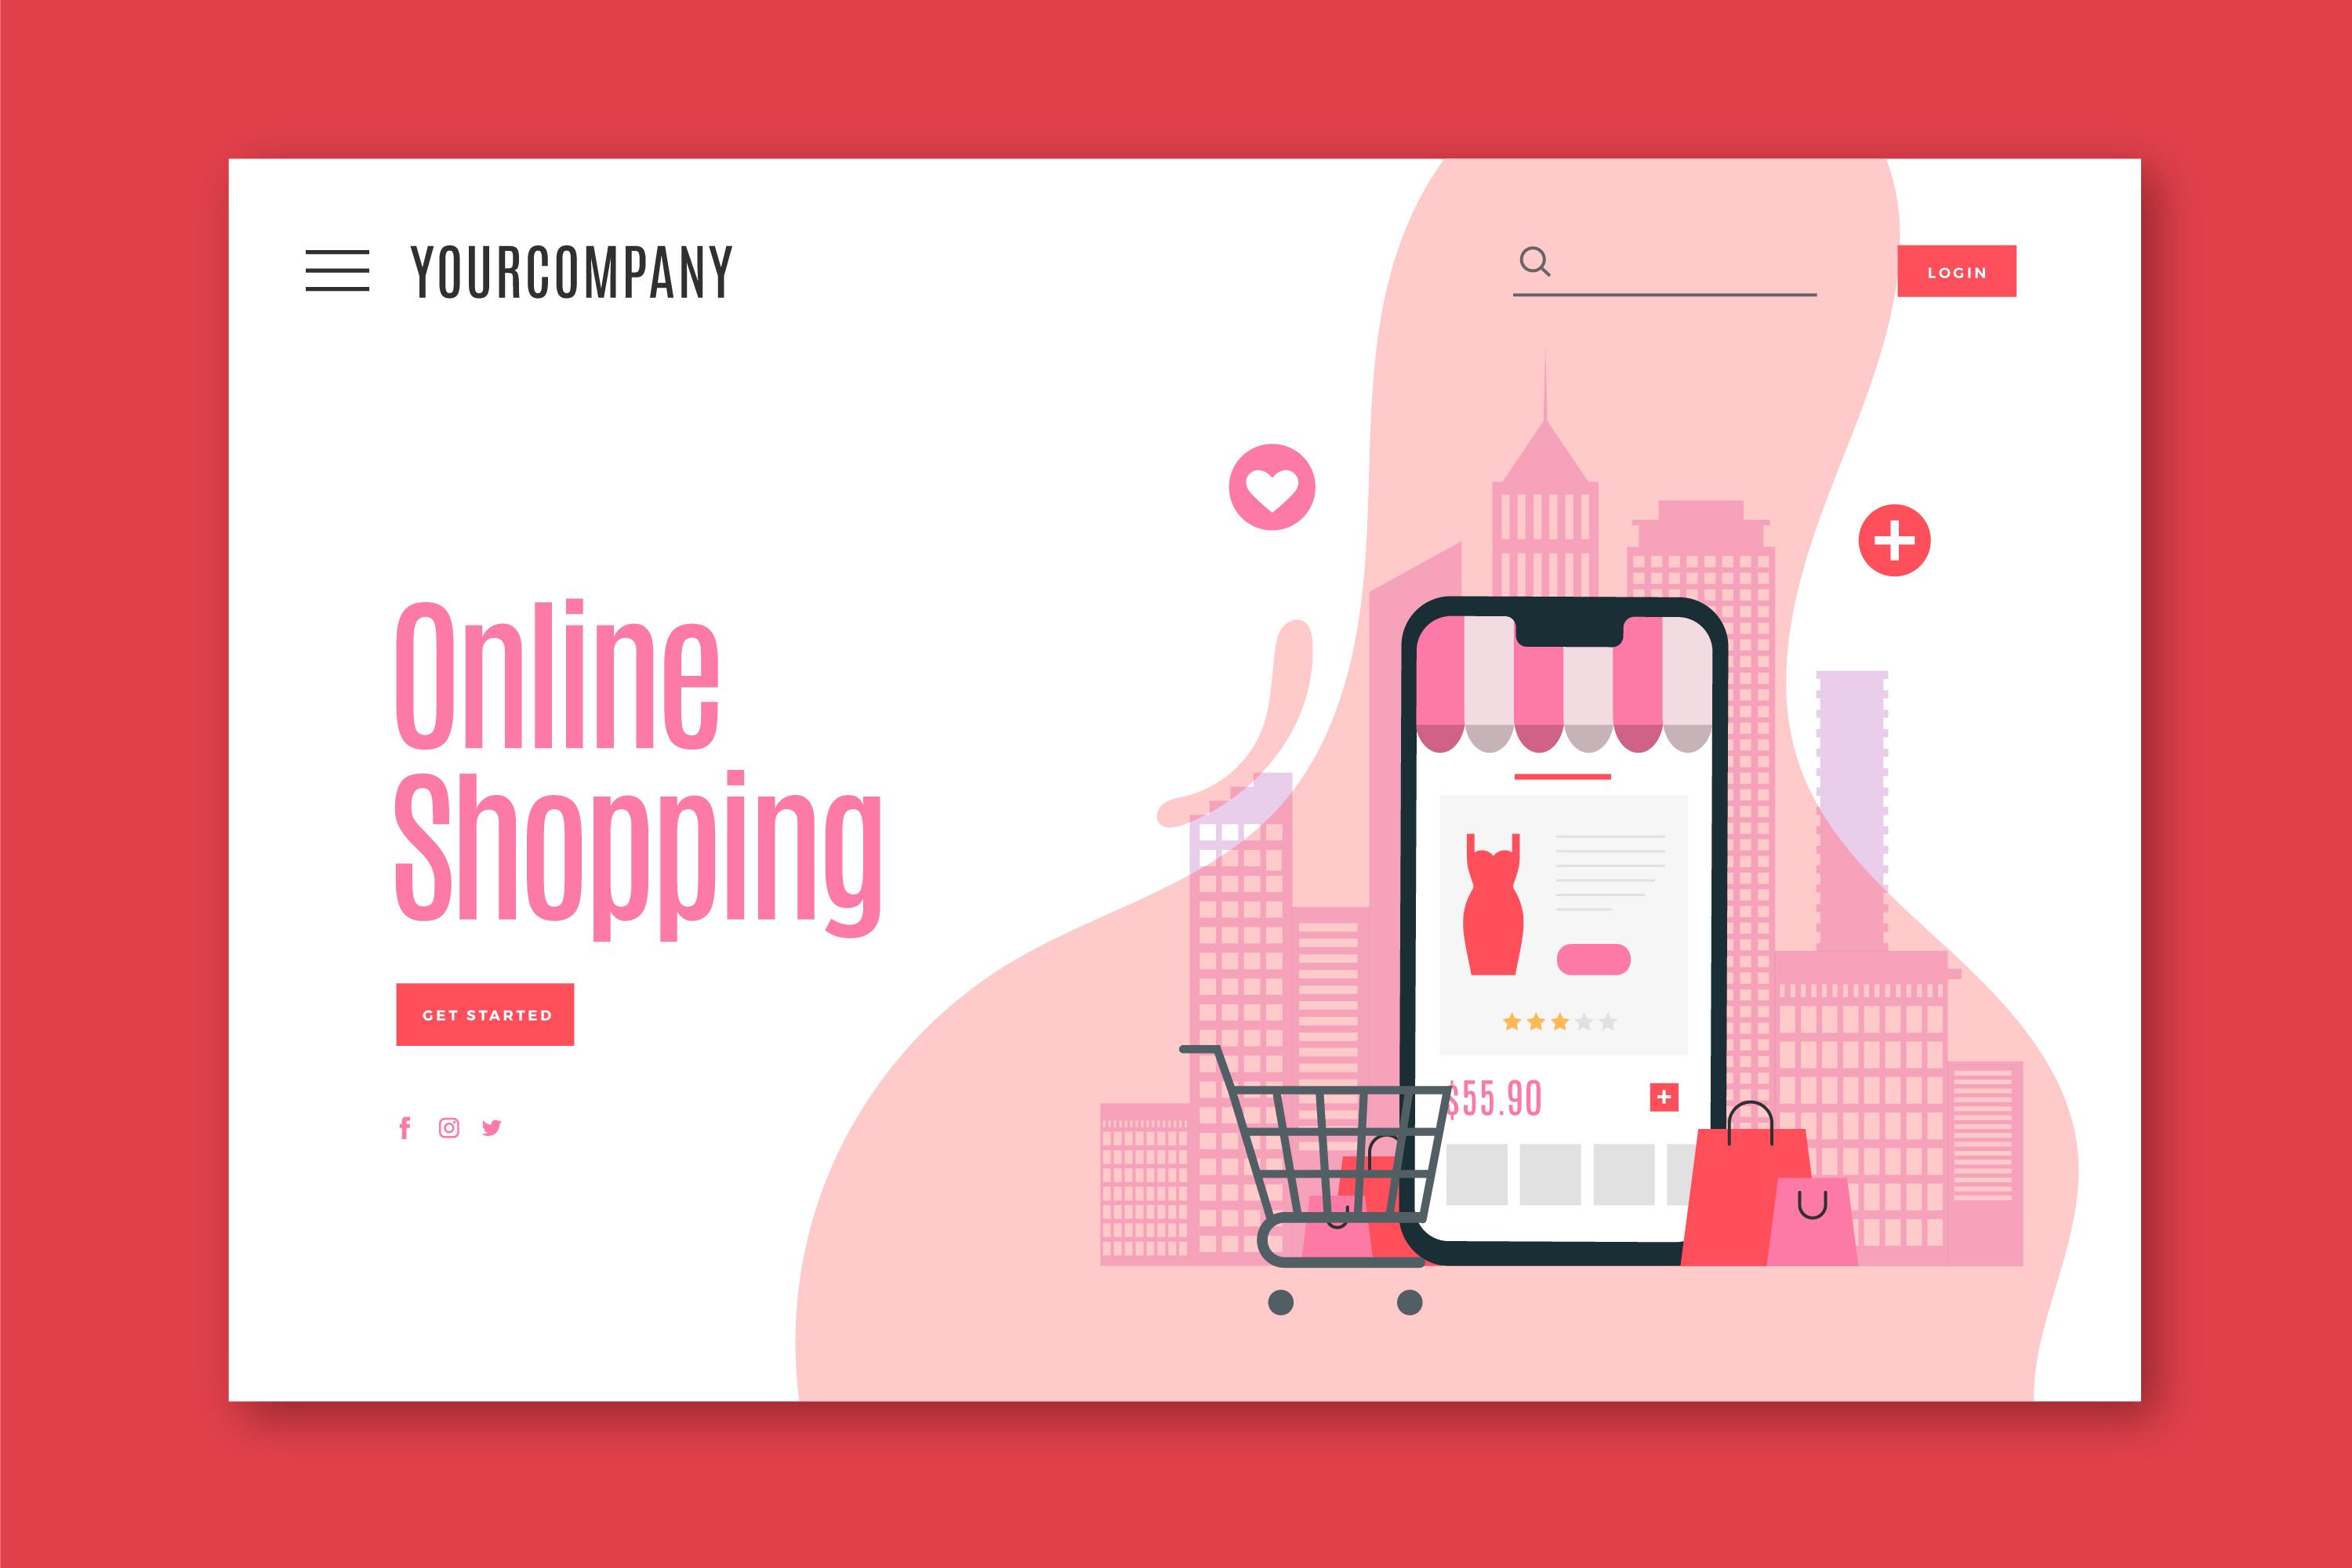 YOURCOMPANY
LOGIN
Online
Shopping
GET STARTED
$55.90